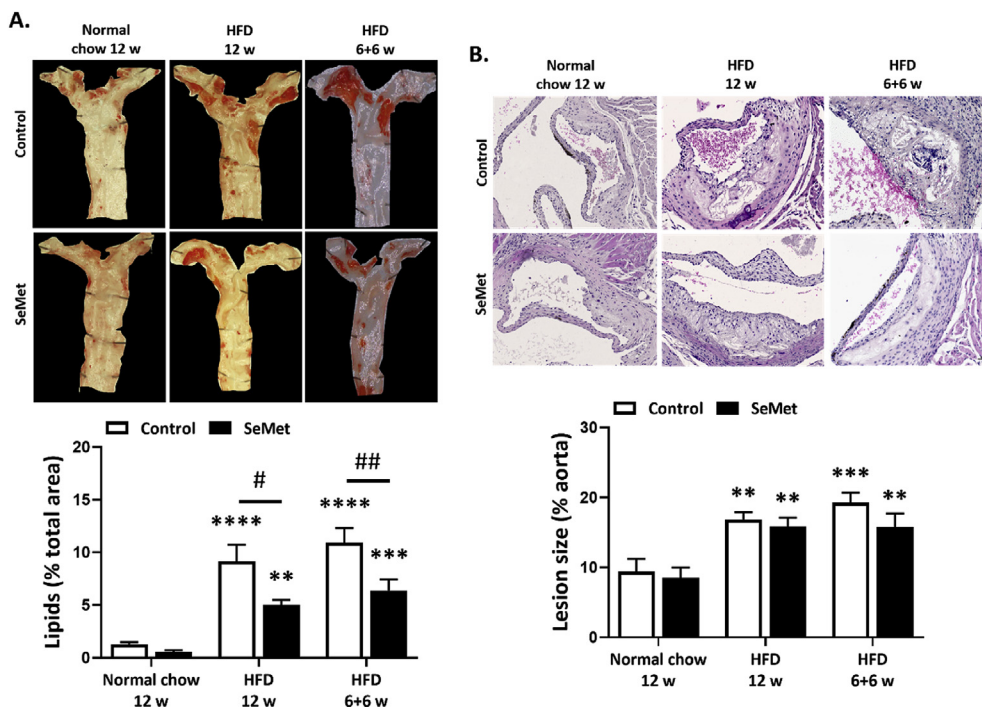 A.
Normal
chow 12 w
HFD
12 w
HFD
6+6 w
Control
SeMet
Control
SeMet
Lipids (% total area)
20
15
10
5
0
#
##
****
**
****
***
Normal chow
12 w
HFD
12 w
HFD
6+6 w
B.
Normal
chow 12 w
HFD
12 w
HFD
6+6 w
Control
SeMet
Control
SeMet
Lesion size (% aorta)
30
20
10
0
**
**
***
**
Normal chow
12 w
HFD
12 w
HFD
6+6 w